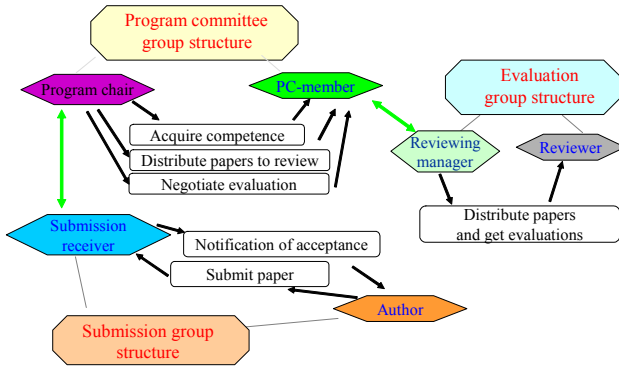 Program committee
group structure
Program chair
PC-member
Evaluation
group structure
Acquire competence
Distribute papers to review
Negotiate evaluation
Reviewing
manager
Reviewer
Submission
receiver
Notification of acceptance
Submit paper
Distribute papers
and get evaluations
Author
Submission group
structure